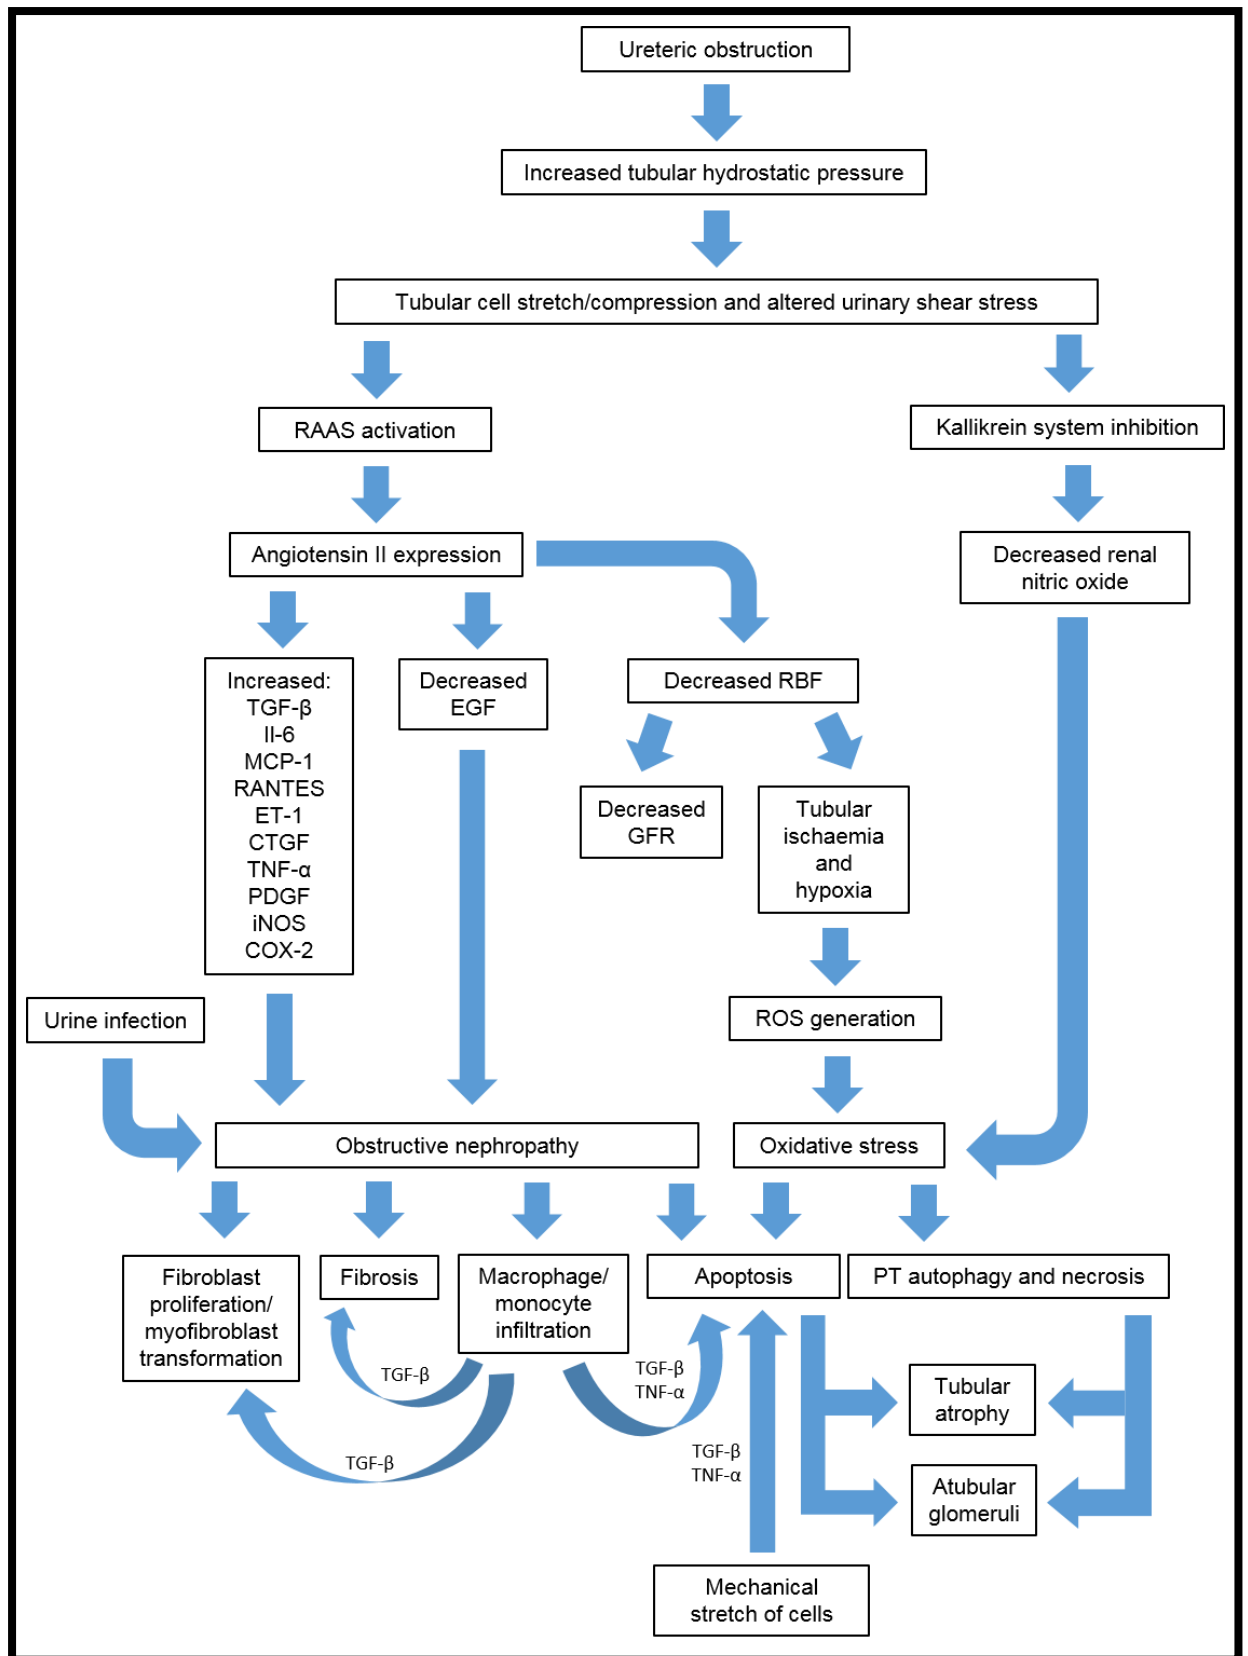 Ureteric obstruction
Increased tubular hydrostatic pressure
Tubular cell stretch/compression and altered urinary shear stress
RAAS activation
Kallikrein system inhibition
Angiotensin II expression
Decreased renal
nitric oxide
Increased:
TGF-β
Il-6
MCP-1
RANTES
ET-1
CTGF
TNF-α
PDGF
iNOS
COX-2
Decreased
EGF
Decreased RBF
Decreased
GFR
Tubular
ischaemia
and
hypoxia
Urine infection
ROS generation
Obstructive nephropathy
Oxidative stress
Fibroblast
proliferation/
myofibroblast
transformation
Fibrosis
Macrophage/
monocyte
infiltration
Apoptosis
PT autophagy and necrosis
TGF-β
TGF-β
TNF-α
TGF-β
TGF-β
TNF-α
Tubular
atrophy
Atubular
glomeruli
Mechanical
stretch of cells